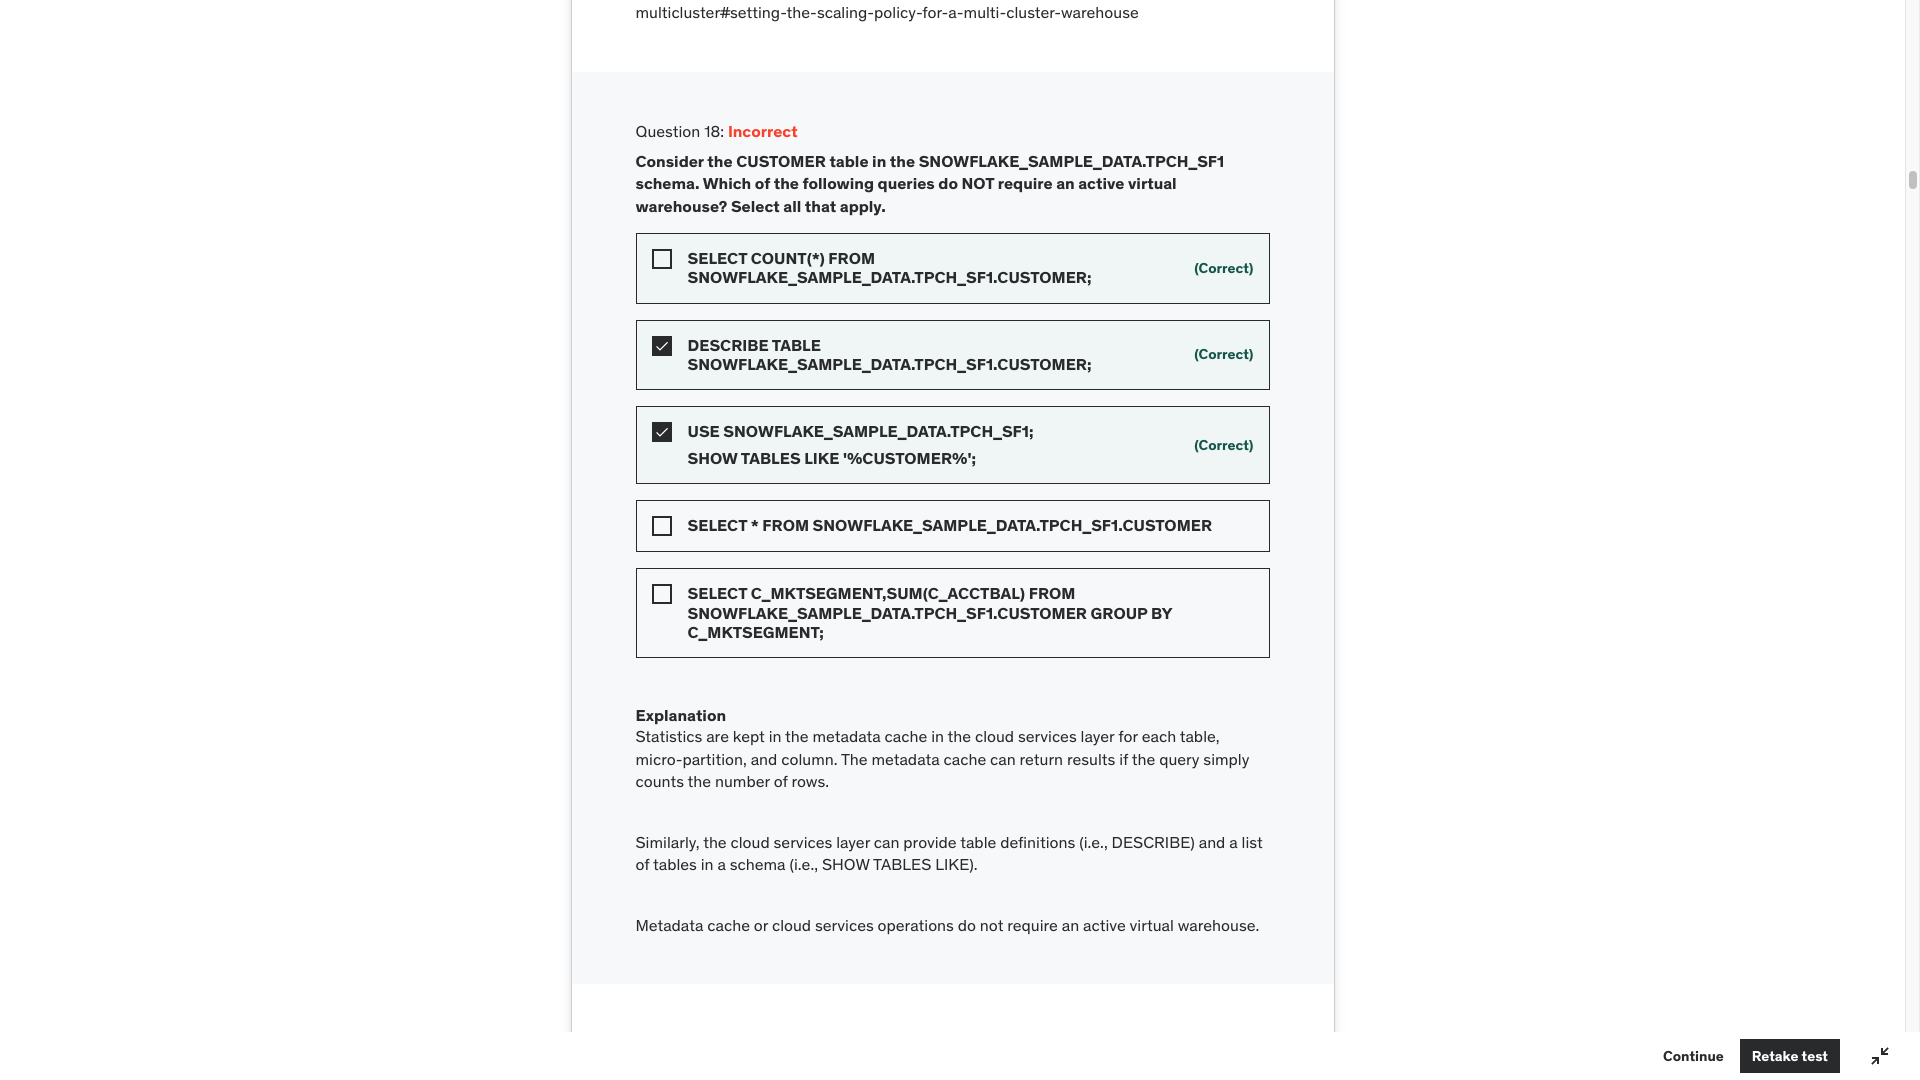 multicluster#setting-the-scaling-policy-for-a-multi-cluster-warehouse
Question 18: Incorrect
Consider the CUSTOMER table in the SNOWFLAKE_SAMPLE_DATA.TPCH_SF1
schema. Which of the following queries do NOT require an active virtual
warehouse? Select all that apply.
SELECT COUNT(*) FROM
SNOWFLAKE_SAMPLE_DATA.TPCH_SF1.CUSTOMER;
(Correct)
DESCRIBE TABLE
SNOWFLAKE_SAMPLE_DATA.TPCH_SF1.CUSTOMER;
(Correct)
USE SNOWFLAKE_SAMPLE_DATA.TPCH_SF1;
SHOW TABLES LIKE '%CUSTOMER%';
(Correct)
SELECT * FROM SNOWFLAKE_SAMPLE_DATA.TPCH_SF1.CUSTOMER
SELECT C_MKTSEGMENT,SUM(C_ACCTBAL) FROM
SNOWFLAKE_SAMPLE_DATA.TPCH_SF1.CUSTOMER GROUP BY
C_MKTSEGMENT;
Explanation
Statistics are kept in the metadata cache in the cloud services layer for each table,
micro-partition, and column. The metadata cache can return results if the query simply
counts the number of rows.
Similarly, the cloud services layer can provide table definitions (i.e., DESCRIBE) and a list
of tables in a schema (i.e., SHOW TABLES LIKE).
Metadata cache or cloud services operations do not require an active virtual warehouse.
Continue
Retake test